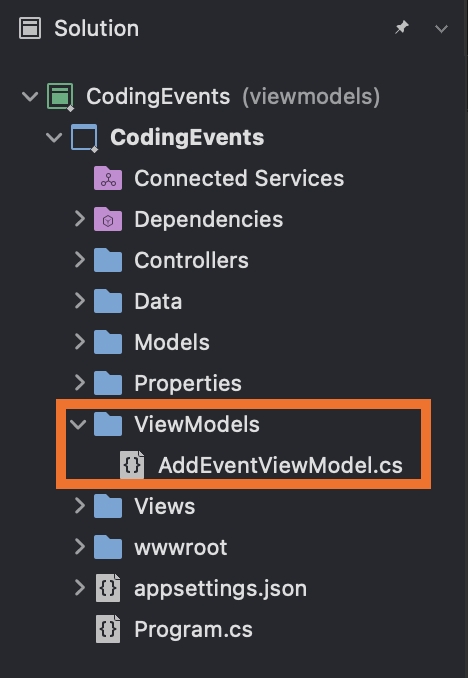 Solution
CodingEvents (viewmodels)
CodingEvents
Connected Services
Dependencies
Controllers
Data
Models
Properties
ViewModels
{} AddEventViewModel.cs
Views
wwwroot
{} appsettings.json
{} Program.cs